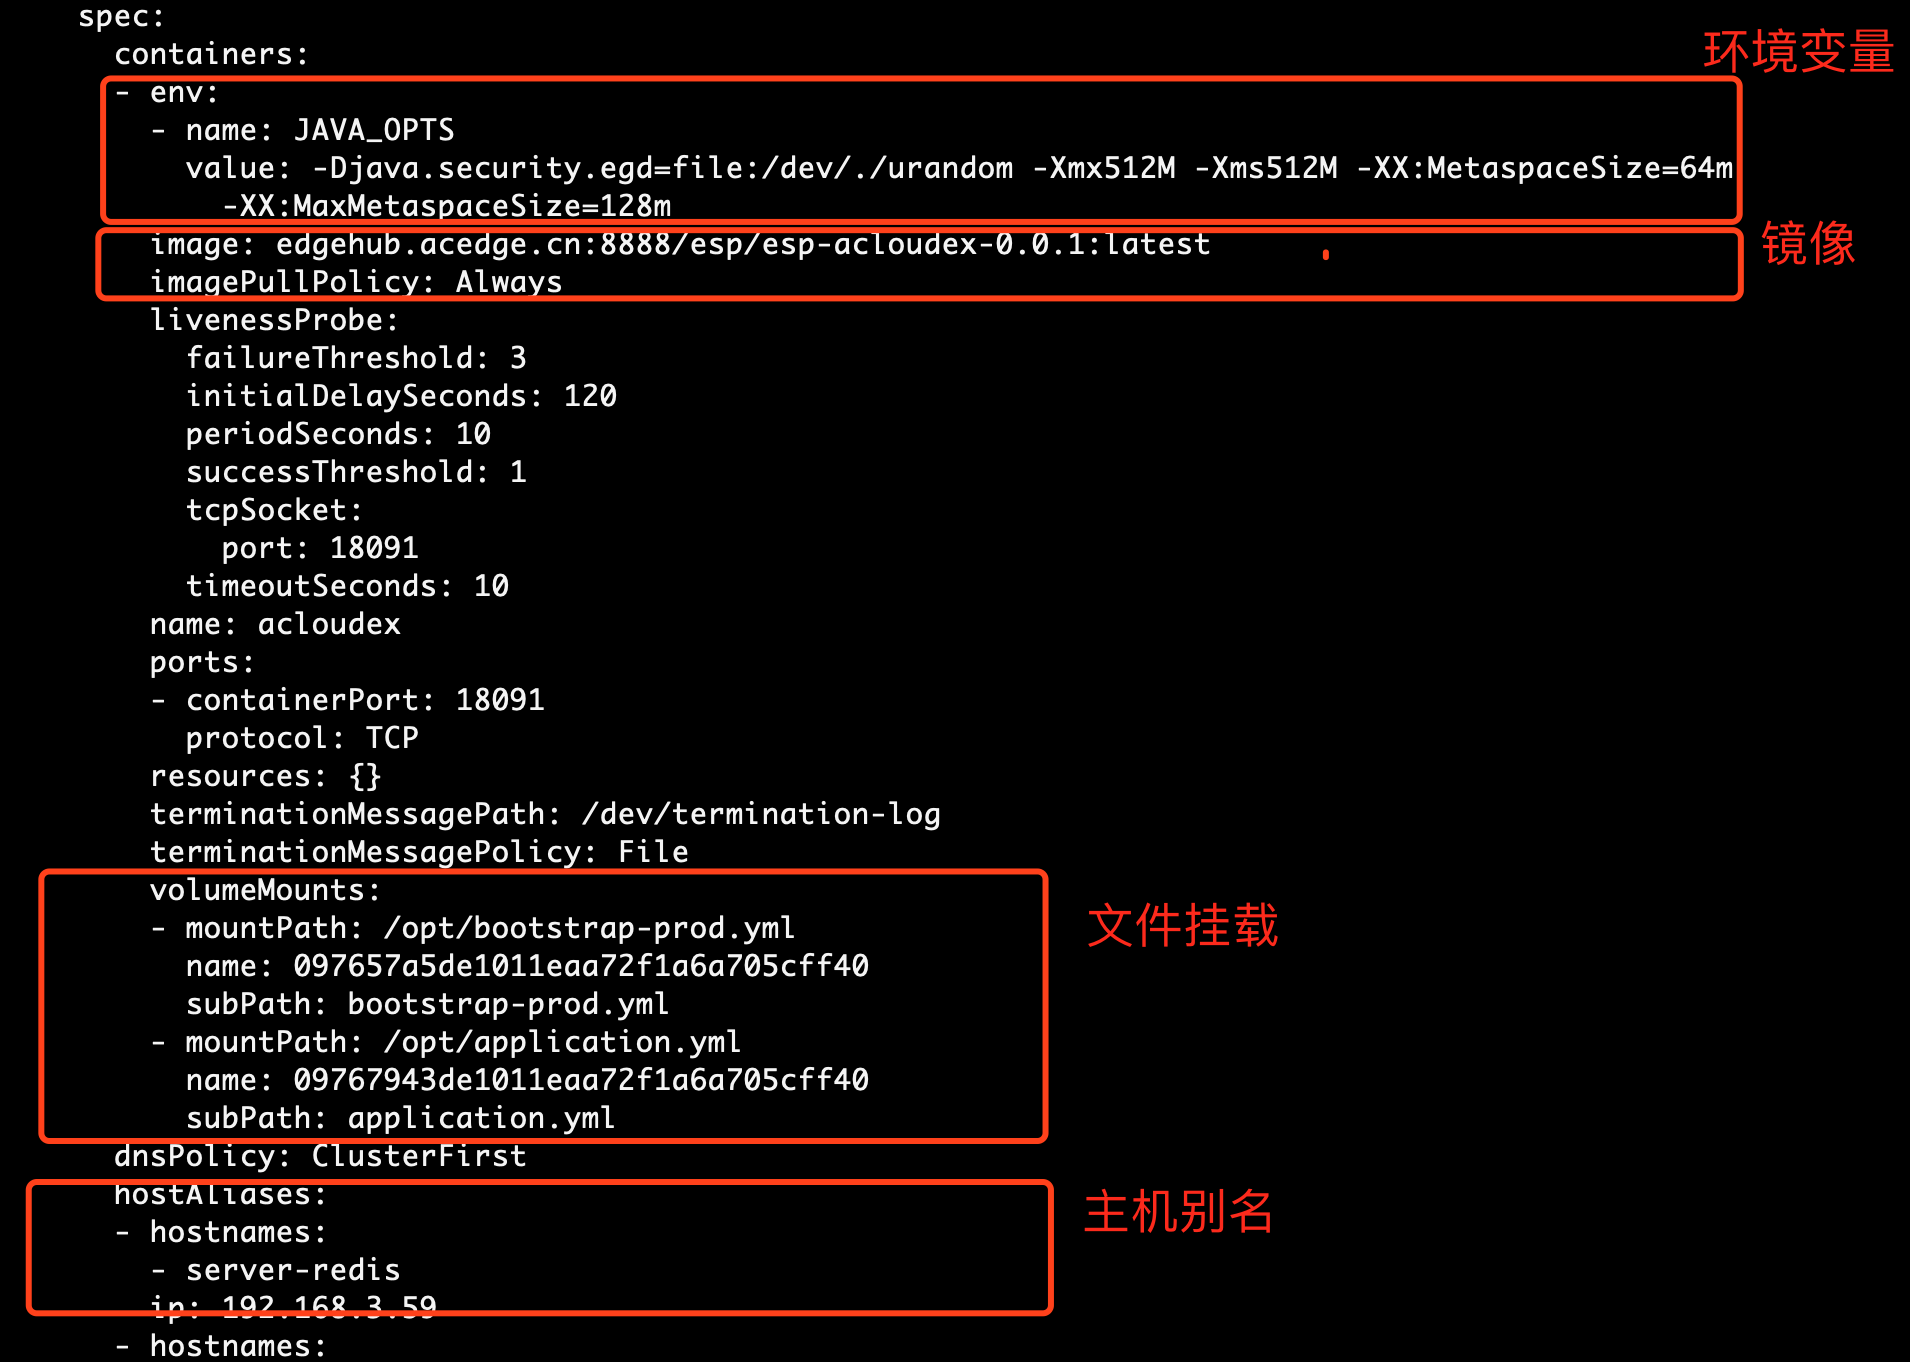 spec:
containers:
环境变量
- env:
- name: JAVA_OPTS
value: -Djava.security.egd=file:/dev/./urandom -Xmx512M -Xms512M -XX:MetaspaceSize=64m
-XX:MaxMetaspaceSize=128m
image: edgehub.acedge.cn:8888/esp/esp-acloudex-0.0.1:latest
镜像
imagePullPolicy: Always
livenessProbe:
failureThreshold: 3
initialDelaySeconds: 120
periodSeconds: 10
successThreshold: 1
tcpSocket:
port: 18091
timeoutSeconds: 10
name: acloudex
ports:
- containerPort: 18091
protocol: TCP
resources: {}
terminationMessagePath: /dev/termination-log
terminationMessagePolicy: File
volumeMounts:
- mountPath: /opt/bootstrap-prod.yml
文件挂载
name: 097657a5de1011eaa72f1a6a705cff40
subPath: bootstrap-prod.yml
- mountPath: /opt/application.yml
name: 09767943de1011eaa72f1a6a705cff40
subPath: application.yml
dnsPolicy: ClusterFirst
hostAliases:
主机别名
- hostnames:
- server-redis
ip: 192.168.3.59
- hostnames: